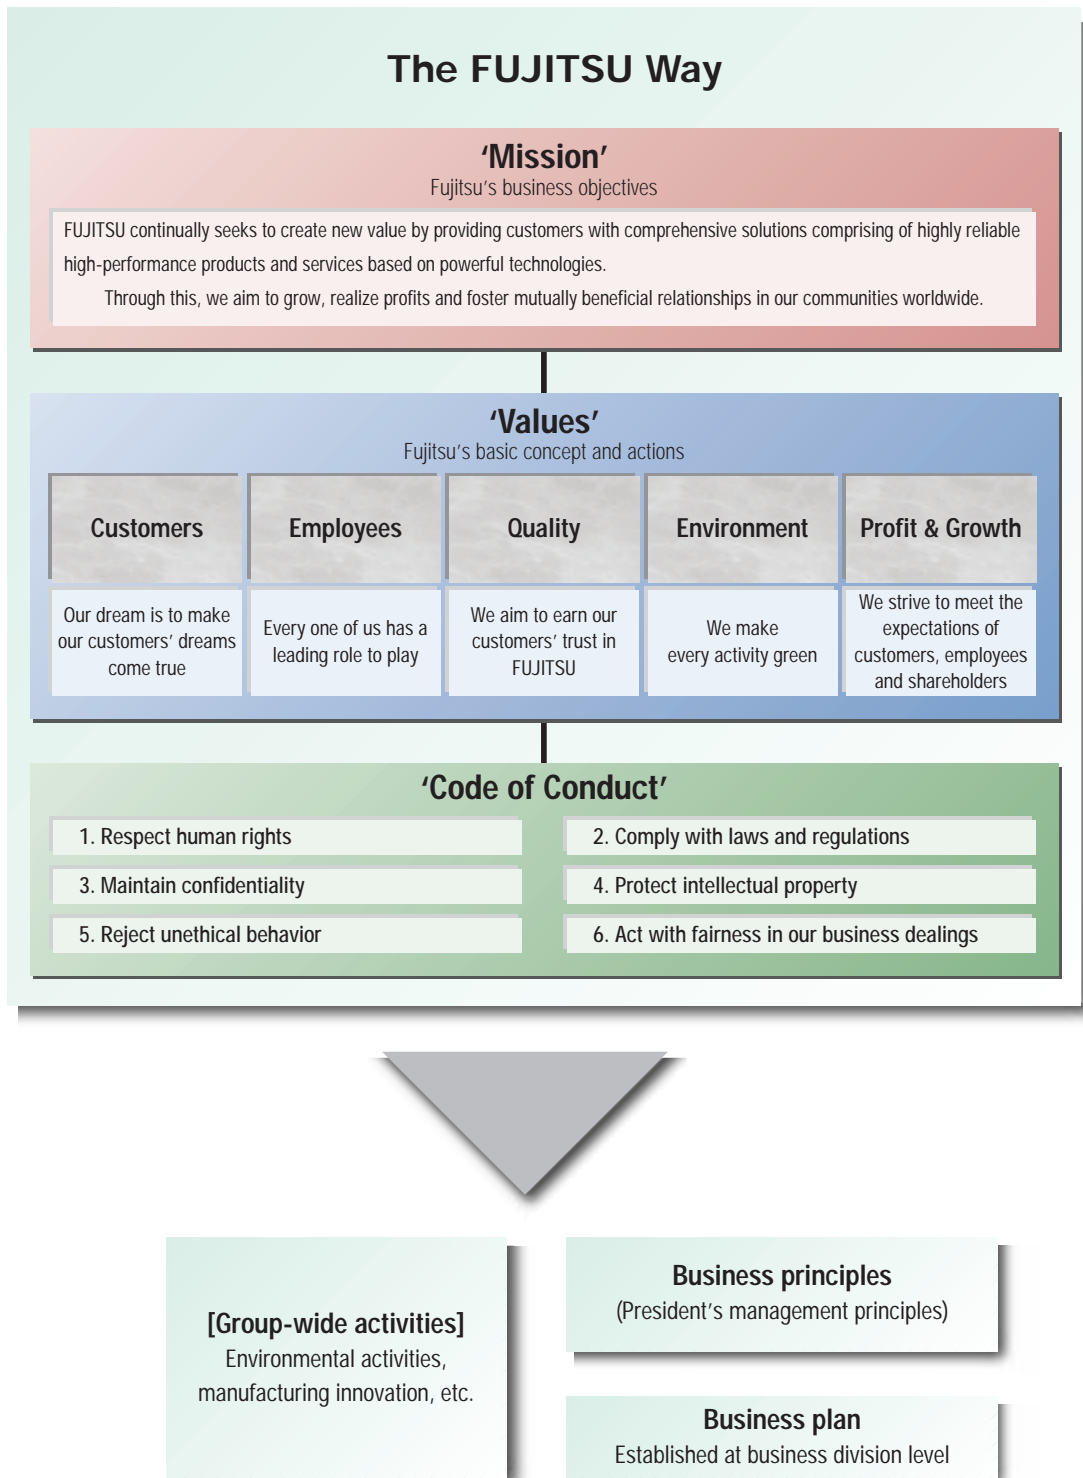 The FUJITSU Way
‘Mission’
Fujitsu’s business objectives
FUJITSU continually seeks to create new value by providing customers with comprehensive solutions comprising of highly reliable
high-performance products and services based on powerful technologies.
Through this, we aim to grow, realize profits and foster mutually beneficial relationships in our communities worldwide.
‘Values’
Fujitsu’s basic concept and actions
Customers
Our dream is to make
our customers’ dreams
come true
Employees
Every one of us has a
leading role to play
Quality
We aim to earn our
customers’ trust in
FUJITSU
Environment
We make
every activity green
Profit & Growth
We strive to meet the
expectations of
customers, employees
and shareholders
‘Code of Conduct’
1. Respect human rights
2. Comply with laws and regulations
3. Maintain confidentiality
4. Protect intellectual property
5. Reject unethical behavior
6. Act with fairness in our business dealings
[Group-wide activities]
Environmental activities,
manufacturing innovation, etc.
Business principles
(President’s management principles)
Business plan
Established at business division level